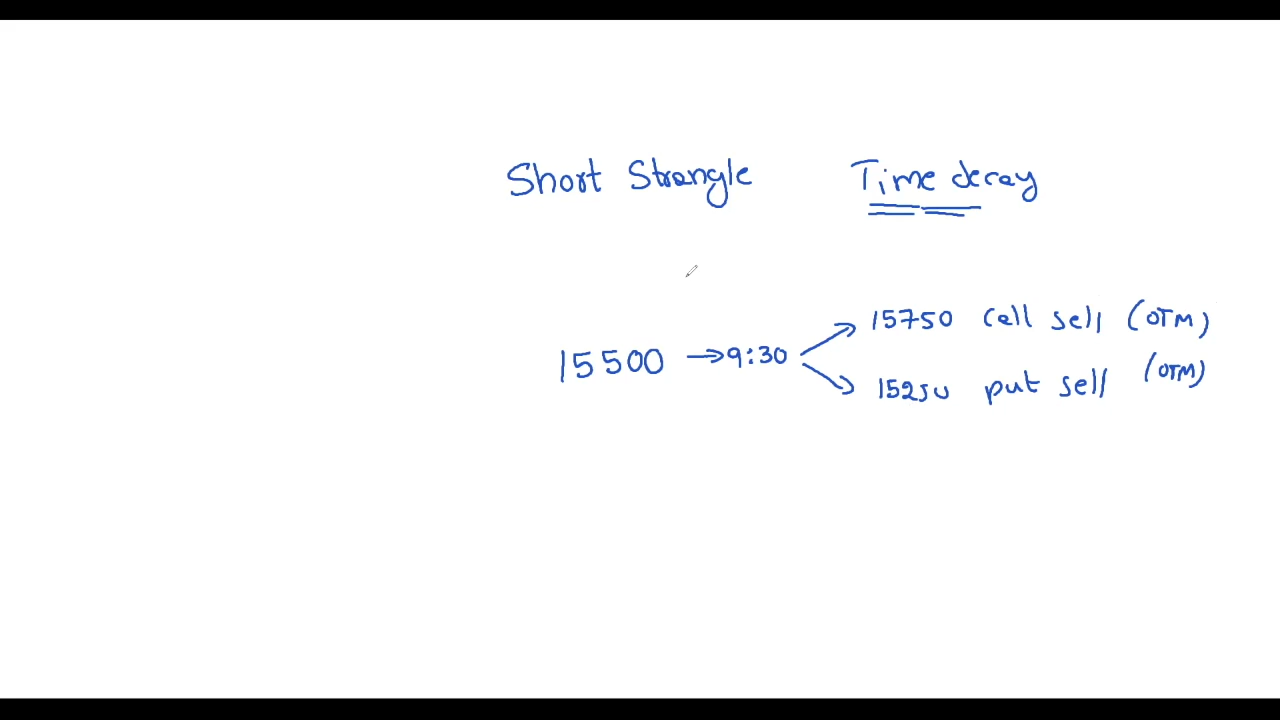 Short Strangle Time decay
15750 call sell (OTM)
15500 → 9:30
15250 put sell (OTM)